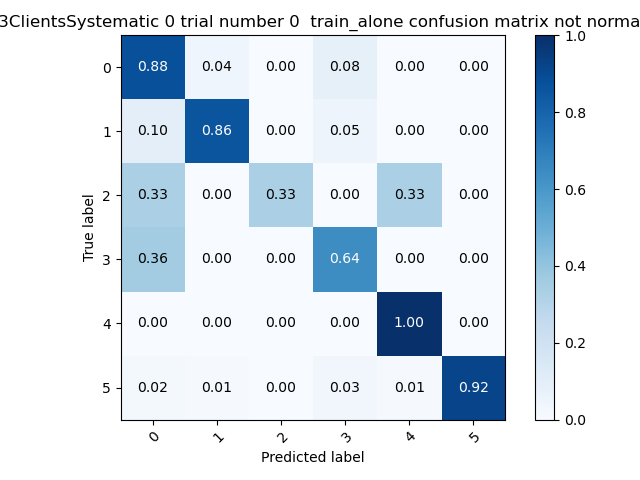 3ClientsSystematic 0 trial number 0 train_alone confusion matrix not norma
0 0.88 0.04 0.00 0.08 0.00 0.00
1 0.10 0.86 0.00 0.05 0.00 0.00
2 0.33 0.00 0.33 0.00 0.33 0.00
3 0.36 0.00 0.00 0.64 0.00 0.00
4 0.00 0.00 0.00 0.00 1.00 0.00
5 0.02 0.01 0.00 0.03 0.01 0.92
0 1 2 3 4 5
True label
Predicted label
1.0
0.8
0.6
0.4
0.2
0.0